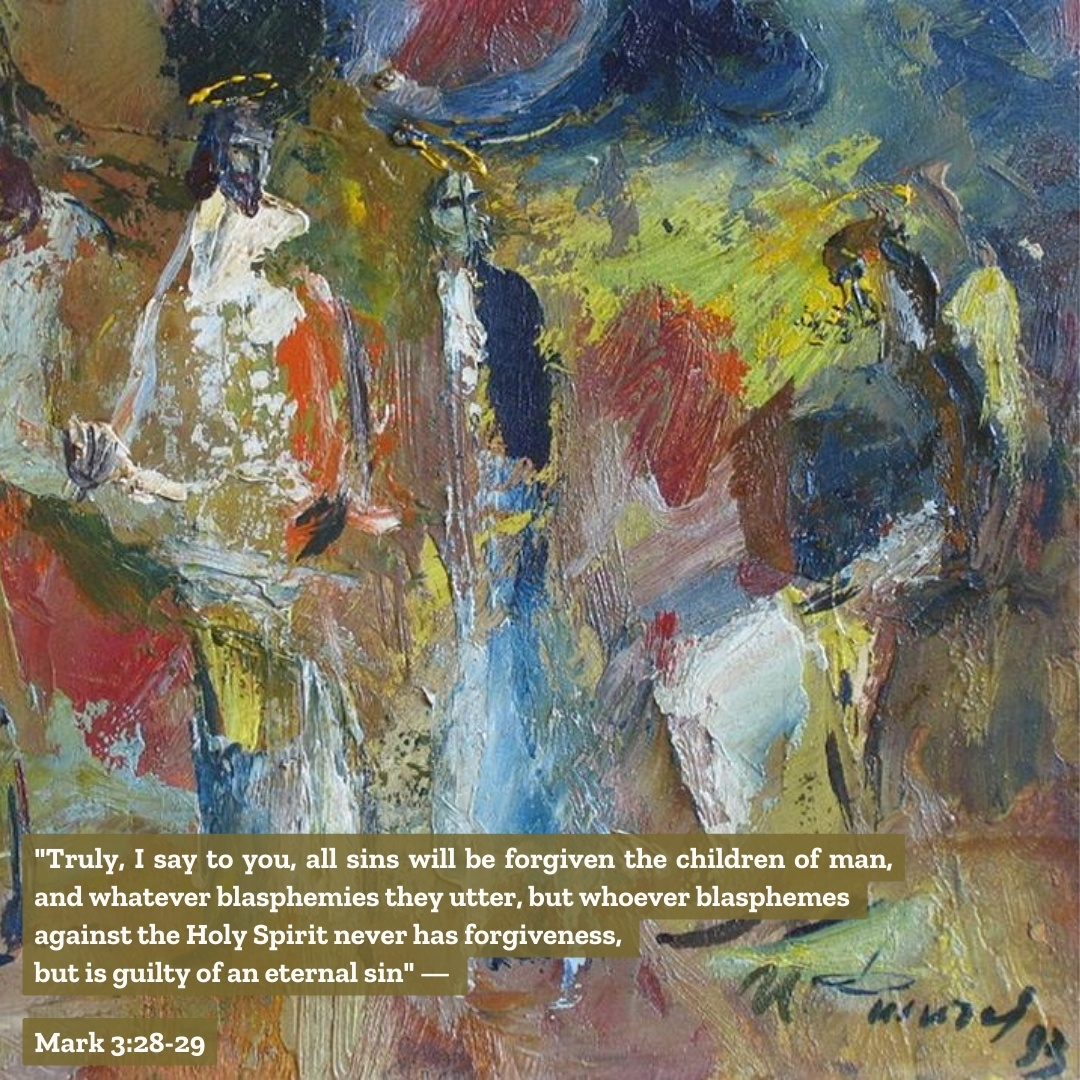 "Truly, I say to you, all sins will be forgiven the children of man,
and whatever blasphemies they utter, but whoever blasphemes
against the Holy Spirit never has forgiveness,
but is guilty of an eternal sin" —
Mark 3:28-29